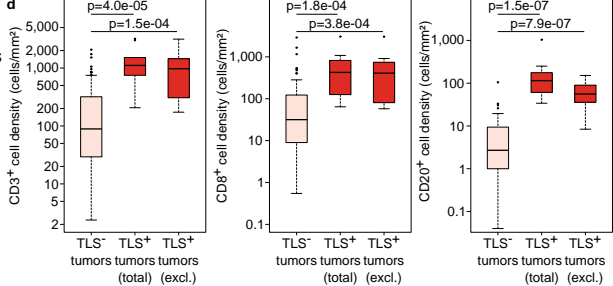 d
p=4.0e-05
p=1.5e-04
CD3+ cell density (cells/mm²)
5,000
2,000
1,000
500
200
100
50
20
10
5
2
TLS- TLS+ TLS+
tumors tumors tumors
(total) (excl.)
p=1.8e-04
p=3.8e-04
CD8+ cell density (cells/mm²)
1,000
100
10
1
0.1
TLS- TLS+ TLS+
tumors tumors tumors
(total) (excl.)
p=1.5e-07
p=7.9e-07
CD20+ cell density (cells/mm²)
100
10
1
0.1
TLS- TLS+ TLS+
tumors tumors tumors
(total) (excl.)